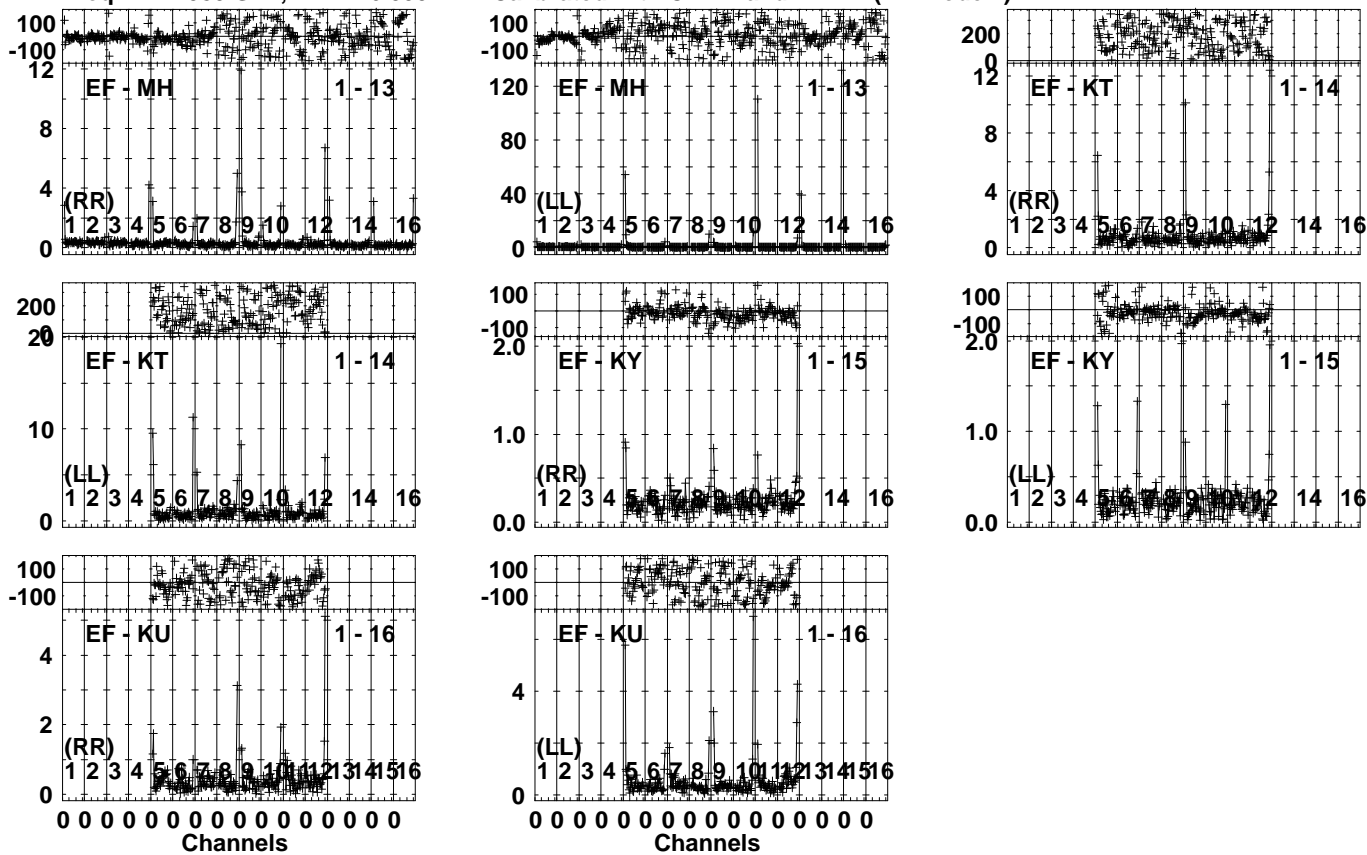 100
-100
12
8
4
0
EF - MH 1 - 13
(RR)
1 2 3 4 5 6 7 8 9 10 12 14 16
100
-100
120
80
40
0
EF - MH 1 - 13
(LL)
1 2 3 4 5 6 7 8 9 10 12 14 16
200
0
12
8
4
0
EF - KT 1 - 14
(RR)
1 2 3 4 5 6 7 8 9 10 12 14 16
200
0
20
10
0
EF - KT 1 - 14
(LL)
1 2 3 4 5 6 7 8 9 10 12 14 16
100
-100
2.0
1.0
0.0
EF - KY 1 - 15
(RR)
1 2 3 4 5 6 7 8 9 10 12 14 16
100
-100
2.0
1.0
0.0
EF - KY 1 - 15
(LL)
1 2 3 4 5 6 7 8 9 10 12 14 16
100
-100
4
2
0
EF - KU 1 - 16
(RR)
1 2 3 4 5 6 7 8 9 10 11 12 13 14 15 16
0 0 0 0 0 0 0 0 0 0 0 0 0 0 0 0
Channels
100
-100
4
0
EF - KU 1 - 16
(LL)
1 2 3 4 5 6 7 8 9 10 11 12 13 14 15 16
0 0 0 0 0 0 0 0 0 0 0 0 0 0 0 0
Channels